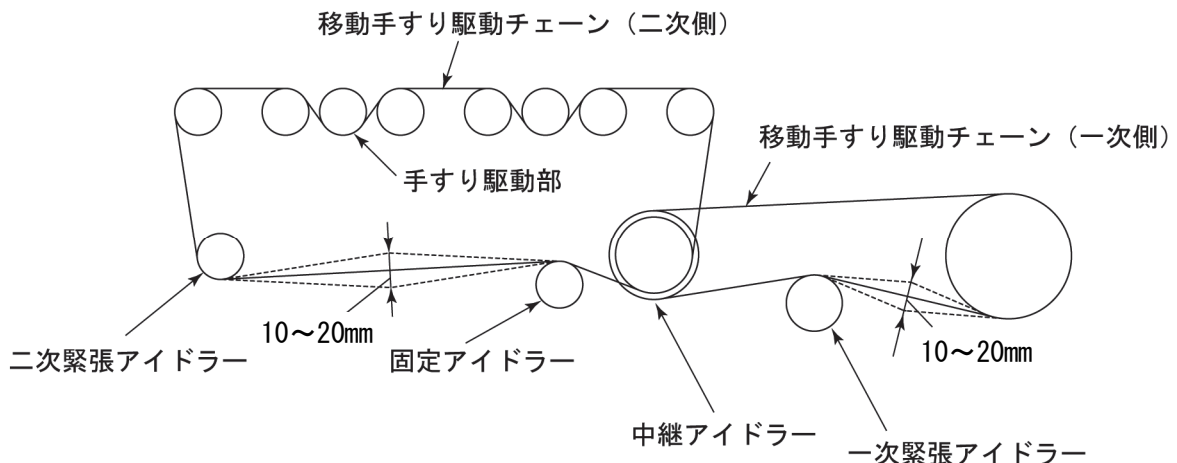 移動手すり駆動チェーン（二次側）
移動手すり駆動チェーン（一次側）
手すり駆動部
10～20mm
10～20mm
二次緊張アイドラー
固定アイドラー
中継アイドラー
一次緊張アイドラー